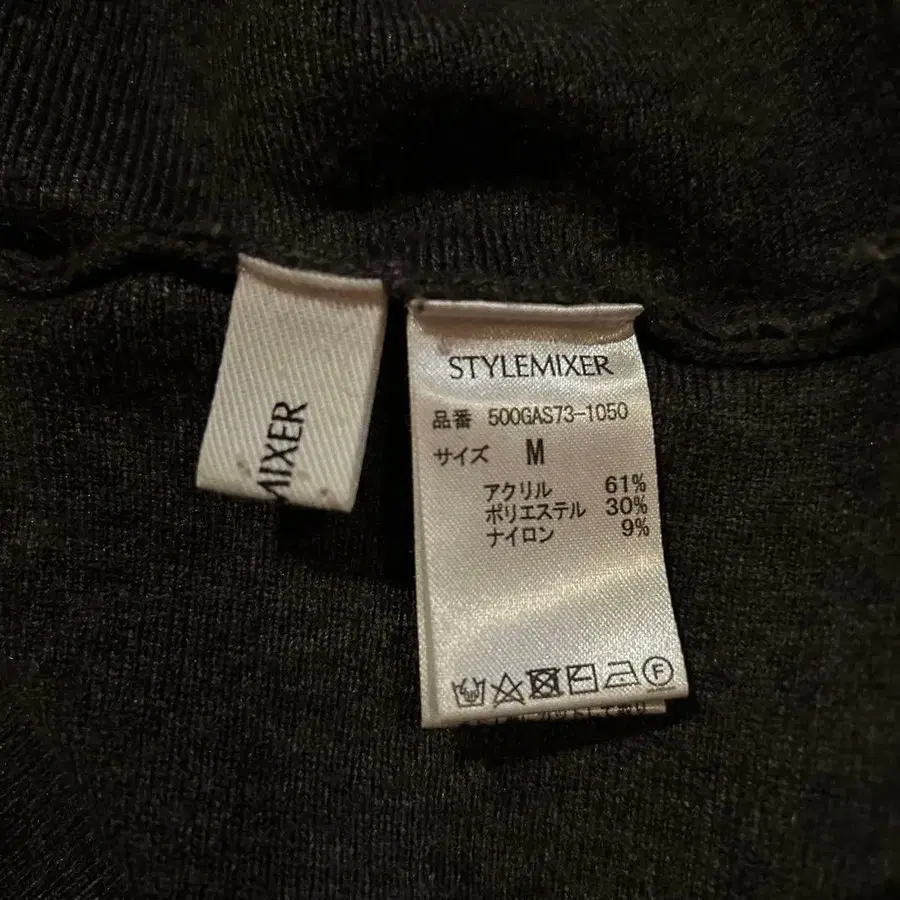 MIXER
STYLEMIXER
品番 500GAS73-1050
サイズ M
アクリル 61%
ポリエステル 30%
ナイロン 9%
F